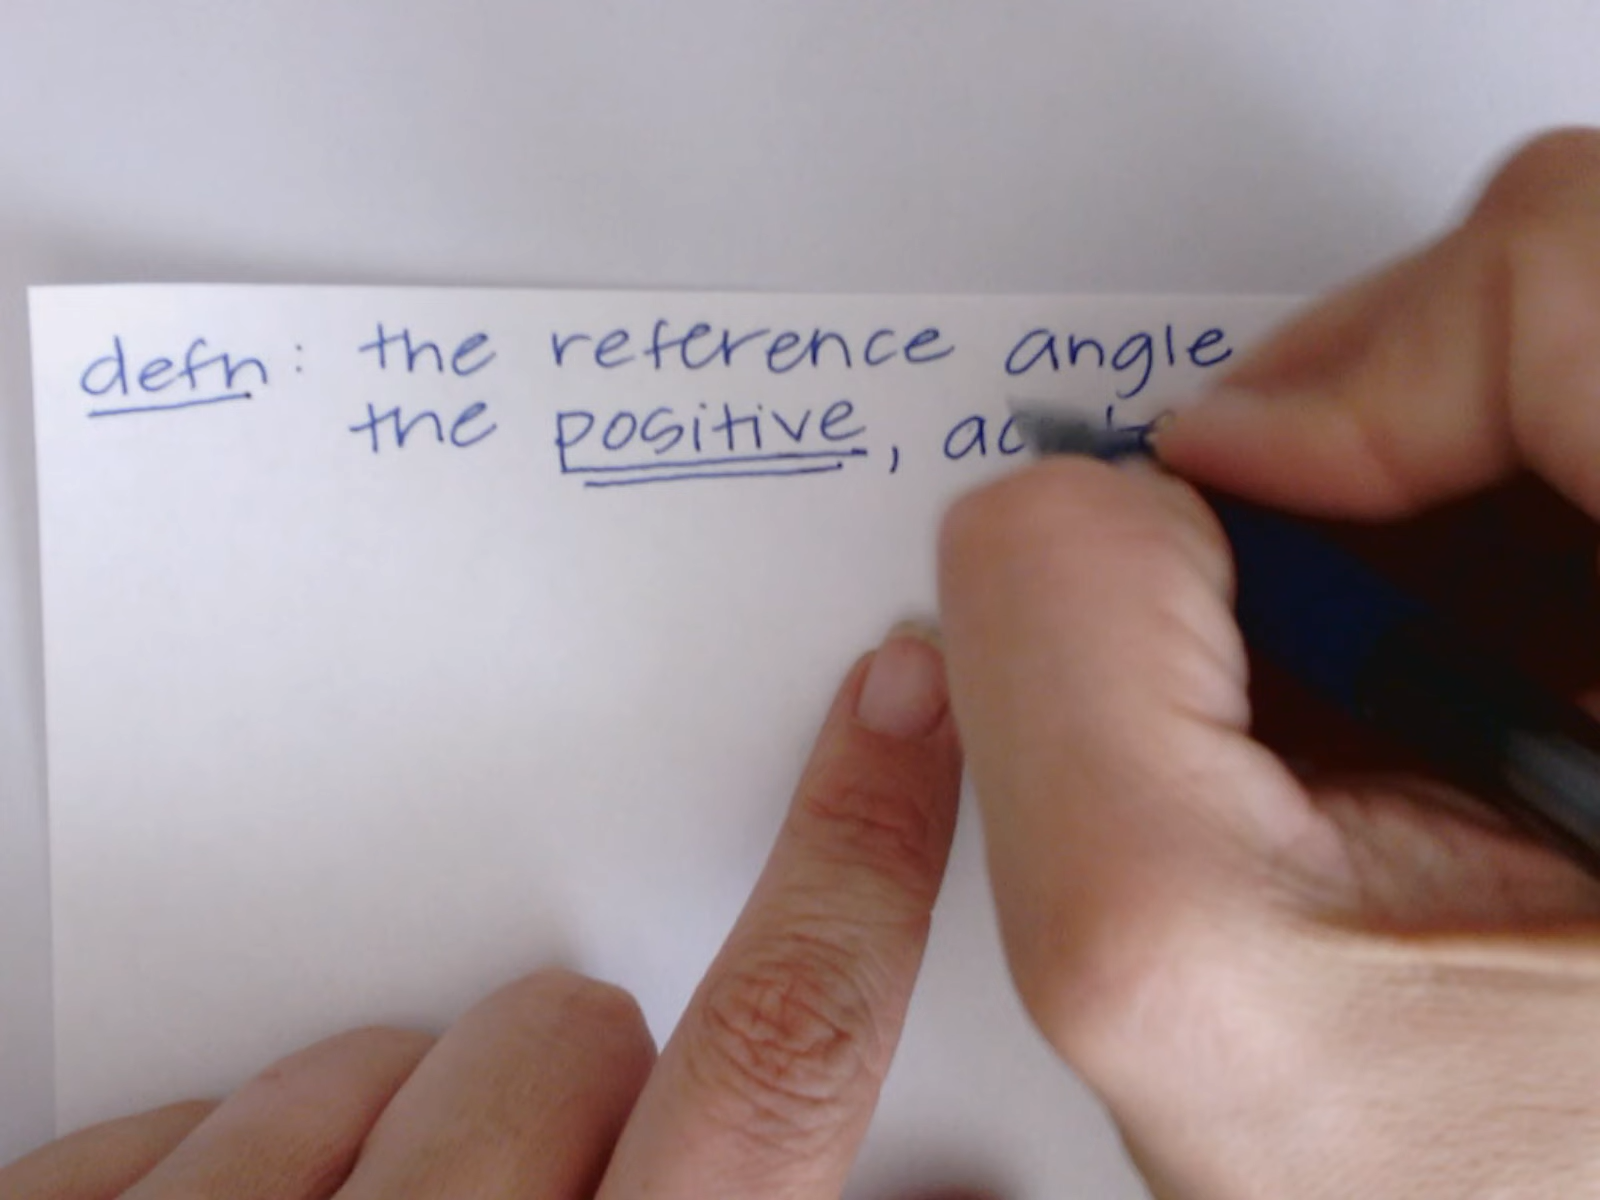 defn: the reference angle
the positive,